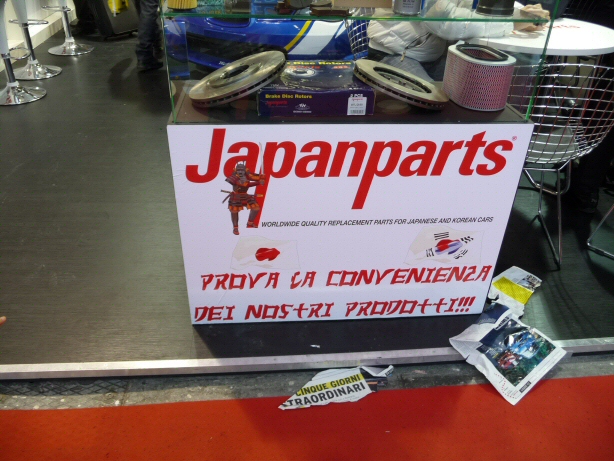 Brake Disc Rotors
Japanparts®
WORLDWIDE QUALITY REPLACEMENT PARTS FOR JAPANESE AND KOREAN CARS
PROVA LA CONVENIENZA
DEI NOSTRI PRODOTTI!!!
CINQUE GIORNI
STRAORDINARI